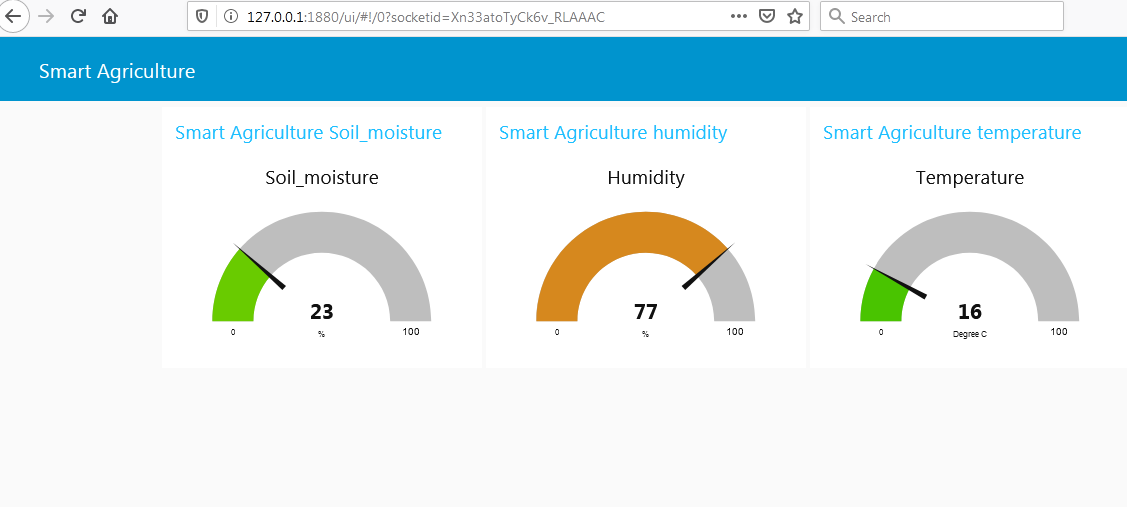 127.0.0.1:1880/ui/#!/0?socketid=Xn33atoTyCk6v_RLAAAC
Search
Smart Agriculture
Smart Agriculture Soil_moisture
Smart Agriculture humidity
Smart Agriculture temperature
Soil_moisture
Humidity
Temperature
23
%
0
100
77
%
0
100
16
Degree C
0
100